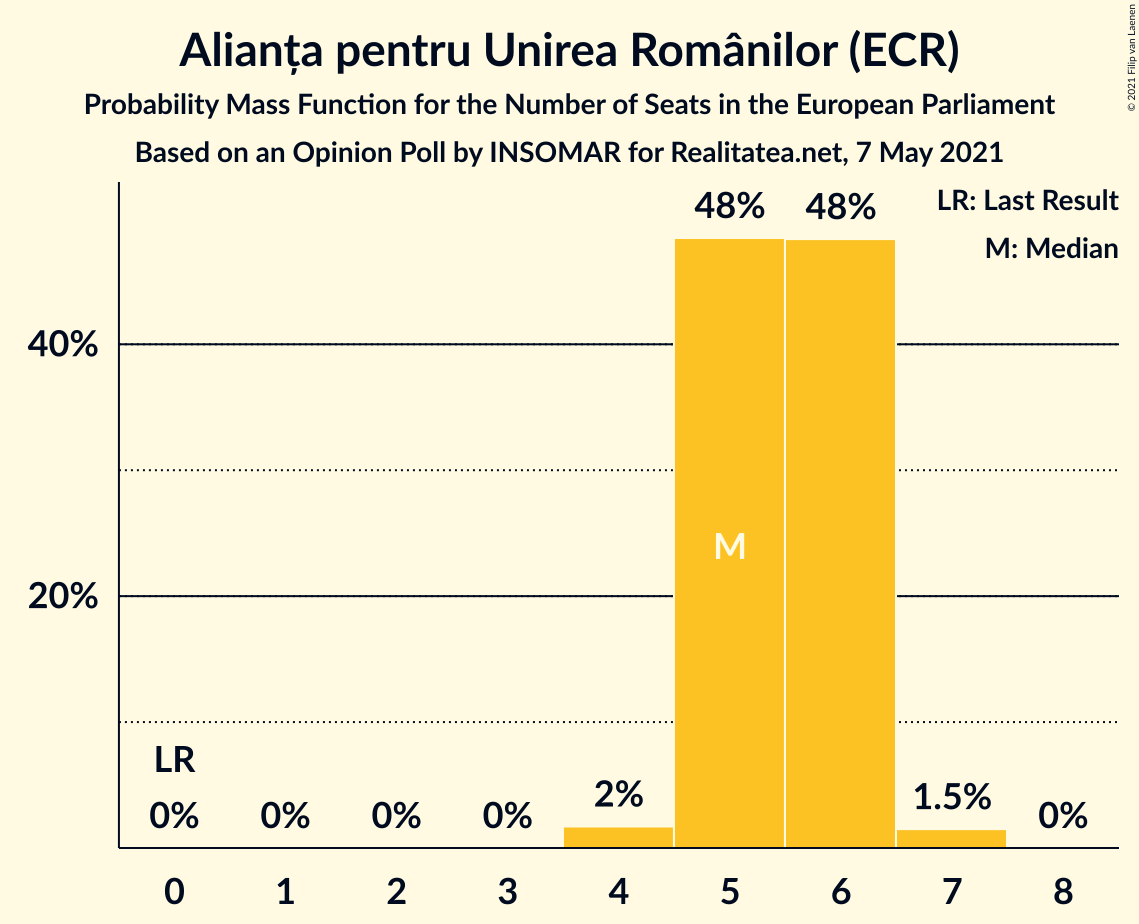 Alianța pentru Unirea Românilor (ECR)
Probability Mass Function for the Number of Seats in the European Parliament
Based on an Opinion Poll by INSOMAR for Realitatea.net, 7 May 2021
© 2021 Filip van Laenen
LR: Last Result
M: Median
48% 48%
40%
M
20%
LR
0% 0% 0% 0% 2% 1.5% 0%
0 1 2 3 4 5 6 7 8